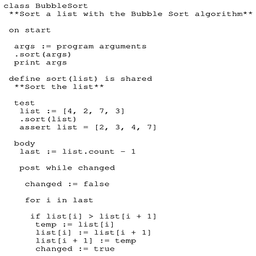 class BubbleSort
**Sort a list with the Bubble Sort algorithm**
on start
args := program arguments
.sort(args)
print args
define sort(list) is shared
**Sort the list**
test
list := [4, 2, 7, 3]
.sort(list)
assert list = [2, 3, 4, 7]
body
last := list.count - 1
post while changed
changed := false
for i in last
if list[i] > list[i + 1]
temp := list[i]
list[i] := list[i + 1]
list[i + 1] := temp
changed := true